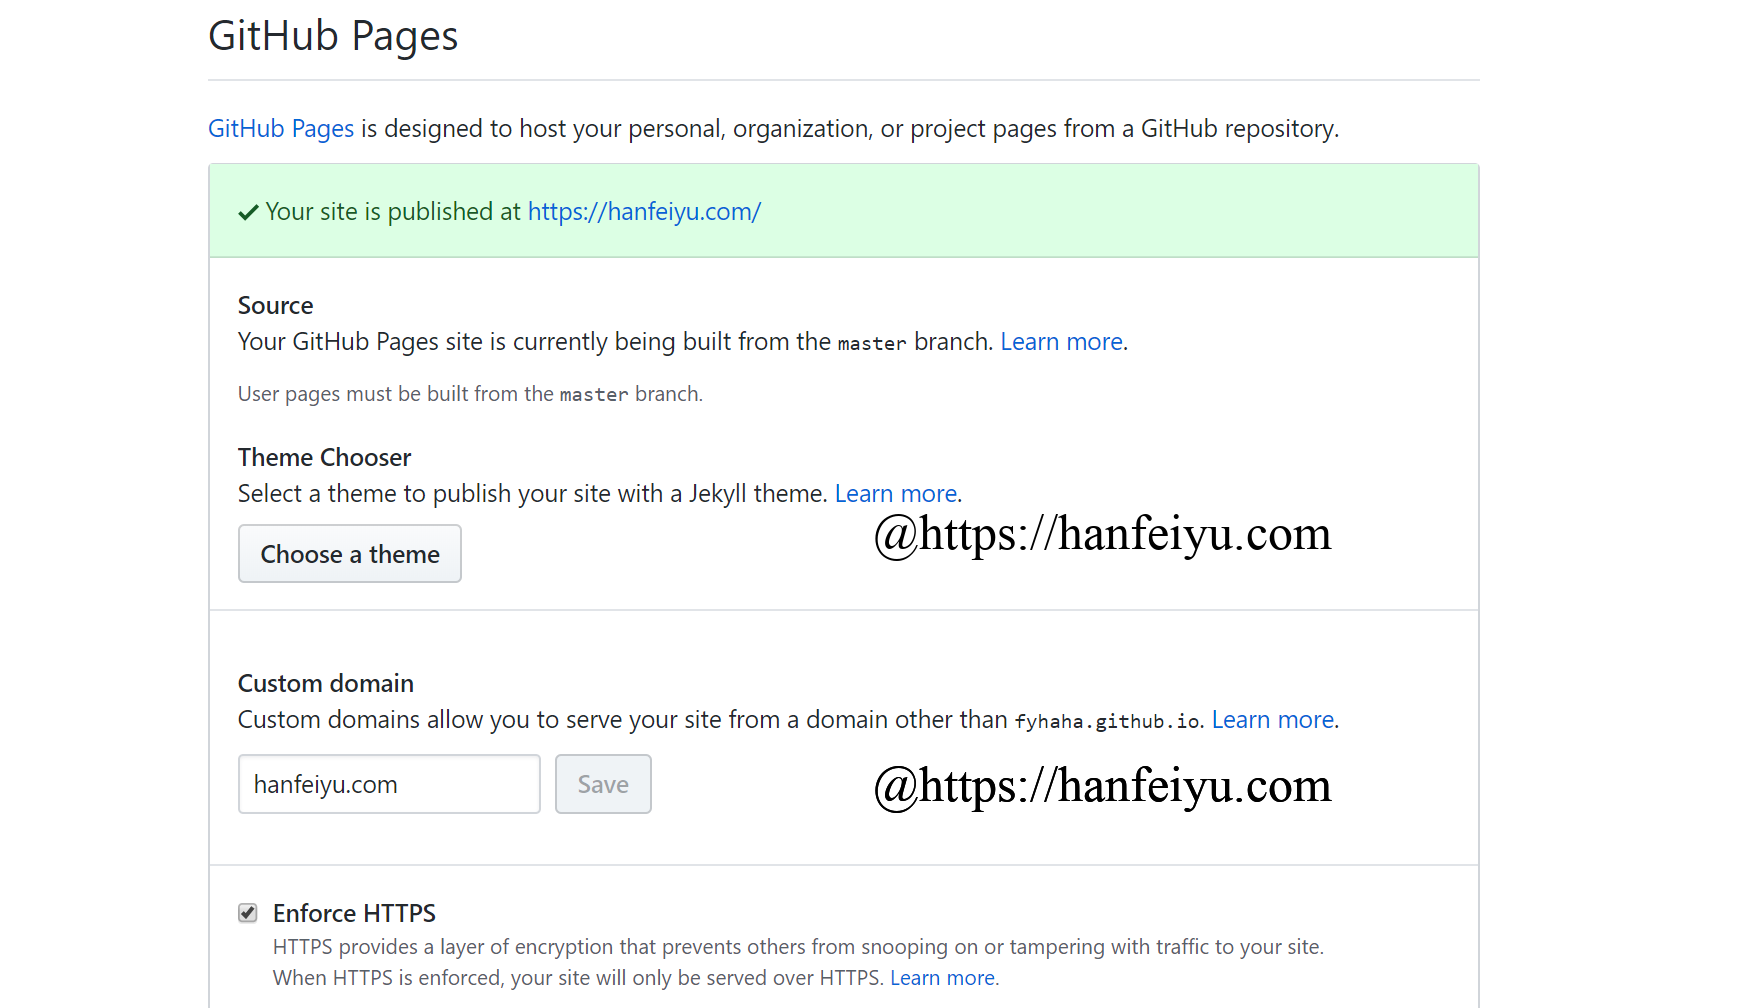 GitHub Pages
GitHub Pages is designed to host your personal, organization, or project pages from a GitHub repository.
Your site is published at https://hanfeiyu.com/
Source
Your GitHub Pages site is currently being built from the master branch. Learn more.
User pages must be built from the master branch.
Theme Chooser
Select a theme to publish your site with a Jekyll theme. Learn more.
@https://hanfeiyu.com
Choose a theme
Custom domain
Custom domains allow you to serve your site from a domain other than fyhaha.github.io. Learn more.
hanfeiyu.com Save @https://hanfeiyu.com
Enforce HTTPS
HTTPS provides a layer of encryption that prevents others from snooping on or tampering with traffic to your site.
When HTTPS is enforced, your site will only be served over HTTPS. Learn more.